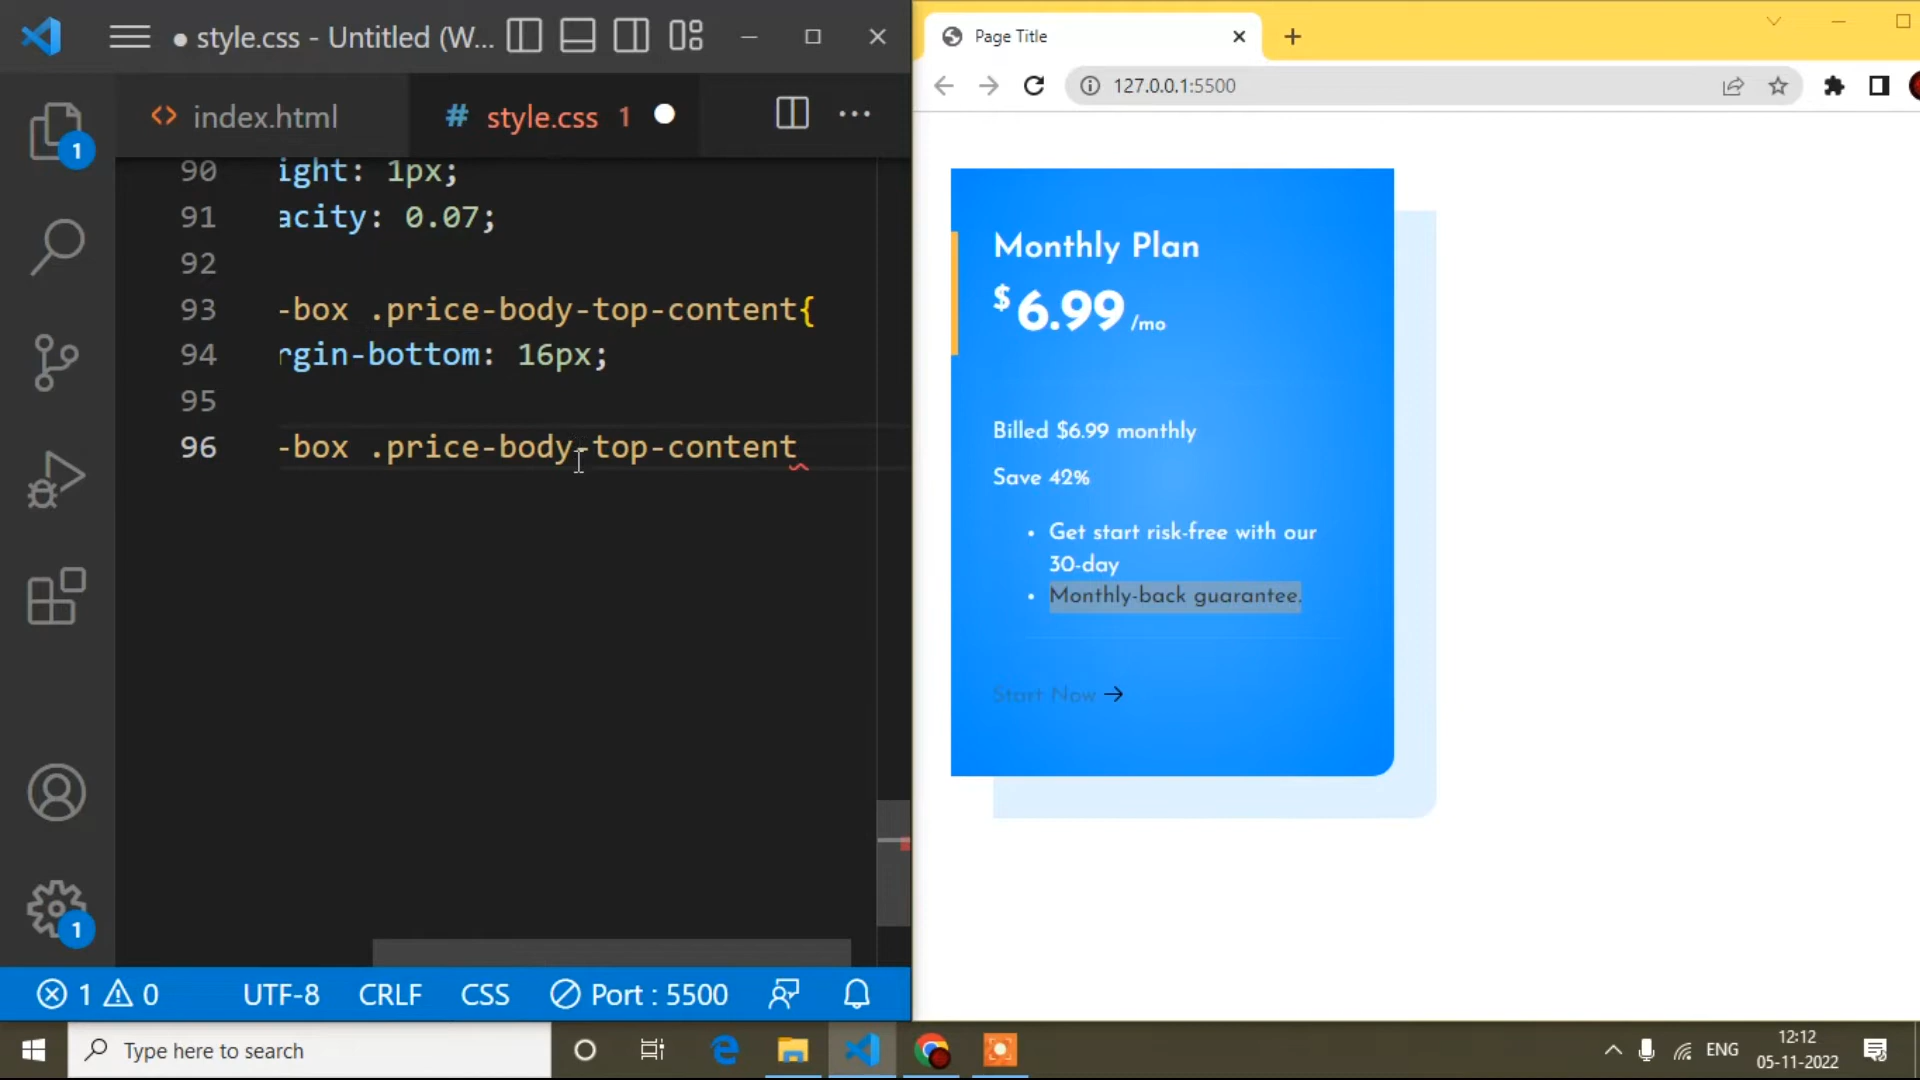 ● style.css - Untitled (W...
index.html
# style.css 1
90 ight: 1px;
91 acity: 0.07;
92
93 -box .price-body-top-content{
94 rgin-bottom: 16px;
95
96 -box .price-body-top-content
1
1
1 0 UTF-8 CRLF CSS Port : 5500
Page Title
127.0.0.1:5500
Monthly Plan
$6.99 /mo
Billed $6.99 monthly
Save 42%
• Get start risk-free with our
30-day
• Monthly-back guarantee.
Start Now →
Type here to search
ENG
12:12
05-11-2022